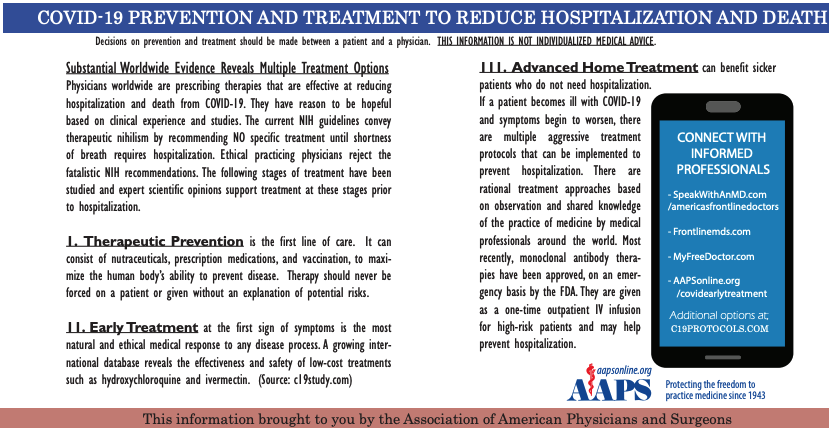 COVID-19 PREVENTION AND TREATMENT TO REDUCE HOSPITALIZATION AND DEATH
Decisions on prevention and treatment should be made between a patient and a physician. THIS INFORMATION IS NOT INDIVIDUALIZED MEDICAL ADVICE.
Substantial Worldwide Evidence Reveals Multiple Treatment Options
Physicians worldwide are prescribing therapies that are effective at reducing
hospitalization and death from COVID-19. They have reason to be hopeful
based on clinical experience and studies. The current NIH guidelines convey
therapeutic nihilism by recommending NO specific treatment until shortness
of breath requires hospitalization. Ethical practicing physicians reject the
fatalistic NIH recommendations. The following stages of treatment have been
studied and expert scientific opinions support treatment at these stages prior
to hospitalization.
1. Therapeutic Prevention is the first line of care. It can
consist of nutraceuticals, prescription medications, and vaccination, to maxi-
mize the human body's ability to prevent disease. Therapy should never be
forced on a patient or given without an explanation of potential risks.
11. Early Treatment at the first sign of symptoms is the most
natural and ethical medical response to any disease process. A growing inter-
national database reveals the effectiveness and safety of low-cost treatments
such as hydroxychloroquine and ivermectin. (Source: c19study.com)
111. Advanced Home Treatment can benefit sicker
patients who do not need hospitalization.
If a patient becomes ill with COVID-19
and symptoms begin to worsen, there
are multiple aggressive treatment
protocols that can be implemented to
prevent hospitalization. There are
rational treatment approaches based
on observation and shared knowledge
of the practice of medicine by medical
professionals around the world. Most
recently, monoclonal antibody thera-
pies have been approved, on an emer-
gency basis by the FDA. They are given
as a one-time outpatient IV infusion
for high-risk patients and may help
prevent hospitalization.
CONNECT WITH
INFORMED
PROFESSIONALS
- SpeakWithAnMD.com
/americasfrontlinedoctors
- Frontlinemds.com
- MyFreeDoctor.com
- AAPSonline.org
/covidearlytreatment
Additional options at;
C19PROTOCOLS.COM
aapsonline.org
AAPS
Protecting the freedom to
practice medicine since 1943
This information brought to you by the Association of American Physicians and Surgeons